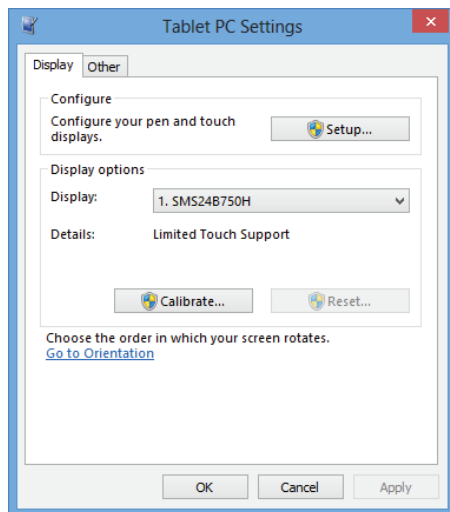 Tablet PC Settings
Display Other
Configure
Configure your pen and touch
displays.
Setup...
Display options
Display: 1. SMS24B750H
Details: Limited Touch Support
Calibrate... Reset...
Choose the order in which your screen rotates.
Go to Orientation
OK Cancel Apply